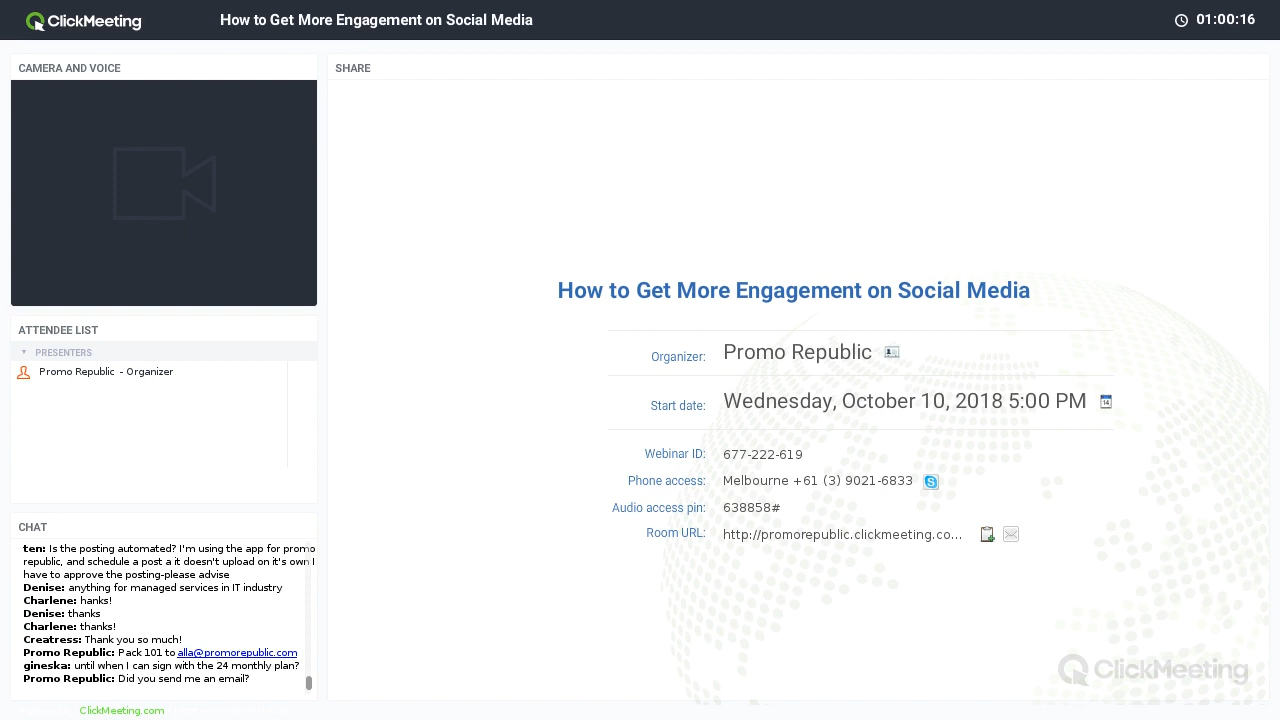 ClickMeeting
How to Get More Engagement on Social Media
01:00:16
CAMERA AND VOICE
SHARE
ATTENDEE LIST
PRESENTERS
Promo Republic - Organizer
CHAT
ten: Is the posting automated? I'm using the app for promo
republic, and schedule a post a it doesn't upload on it's own I
have to approve the posting-please advise
Denise: anything for managed services in IT industry
Charlene: hanks!
Denise: thanks
Charlene: thanks!
Creatress: Thank you so much!
Promo Republic: Pack 101 to alla@promorepublic.com
gineska: until when I can sign with the 24 monthly plan?
Promo Republic: Did you send me an email?
How to Get More Engagement on Social Media
Organizer: Promo Republic
Start date: Wednesday, October 10, 2018 5:00 PM
14
Webinar ID: 677-222-619
Phone access: Melbourne +61 (3) 9021-6833
Audio access pin: 638858#
Room URL: http://promorepublic.clickmeeting.co...
ClickMeeting
ClickMeeting.com